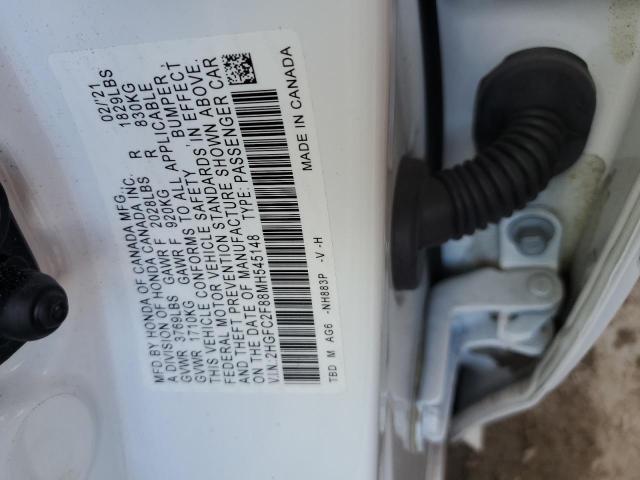 MFD.BY HONDA OF CANADA MFG.,      02/'21
A DIVISION OF HONDA CANADA INC.
GVWR 3769LBS GAWR F 2028LBS R 1829LBS
GVWR 1710KG GAWR F 920KG R 830KG
THIS VEHICLE CONFORMS TO ALL APPLICABLE
FEDERAL MOTOR VEHICLE SAFETY, BUMPER,
AND THEFT PREVENTION STANDARDS IN EFFECT
ON THE DATE OF MANUFACTURE SHOWN ABOVE.
V.I.N.:2HGFC2F88MH545148 TYPE: PASSENGER CAR
TBD M AG6 -NH883P -V -H MADE IN CANADA